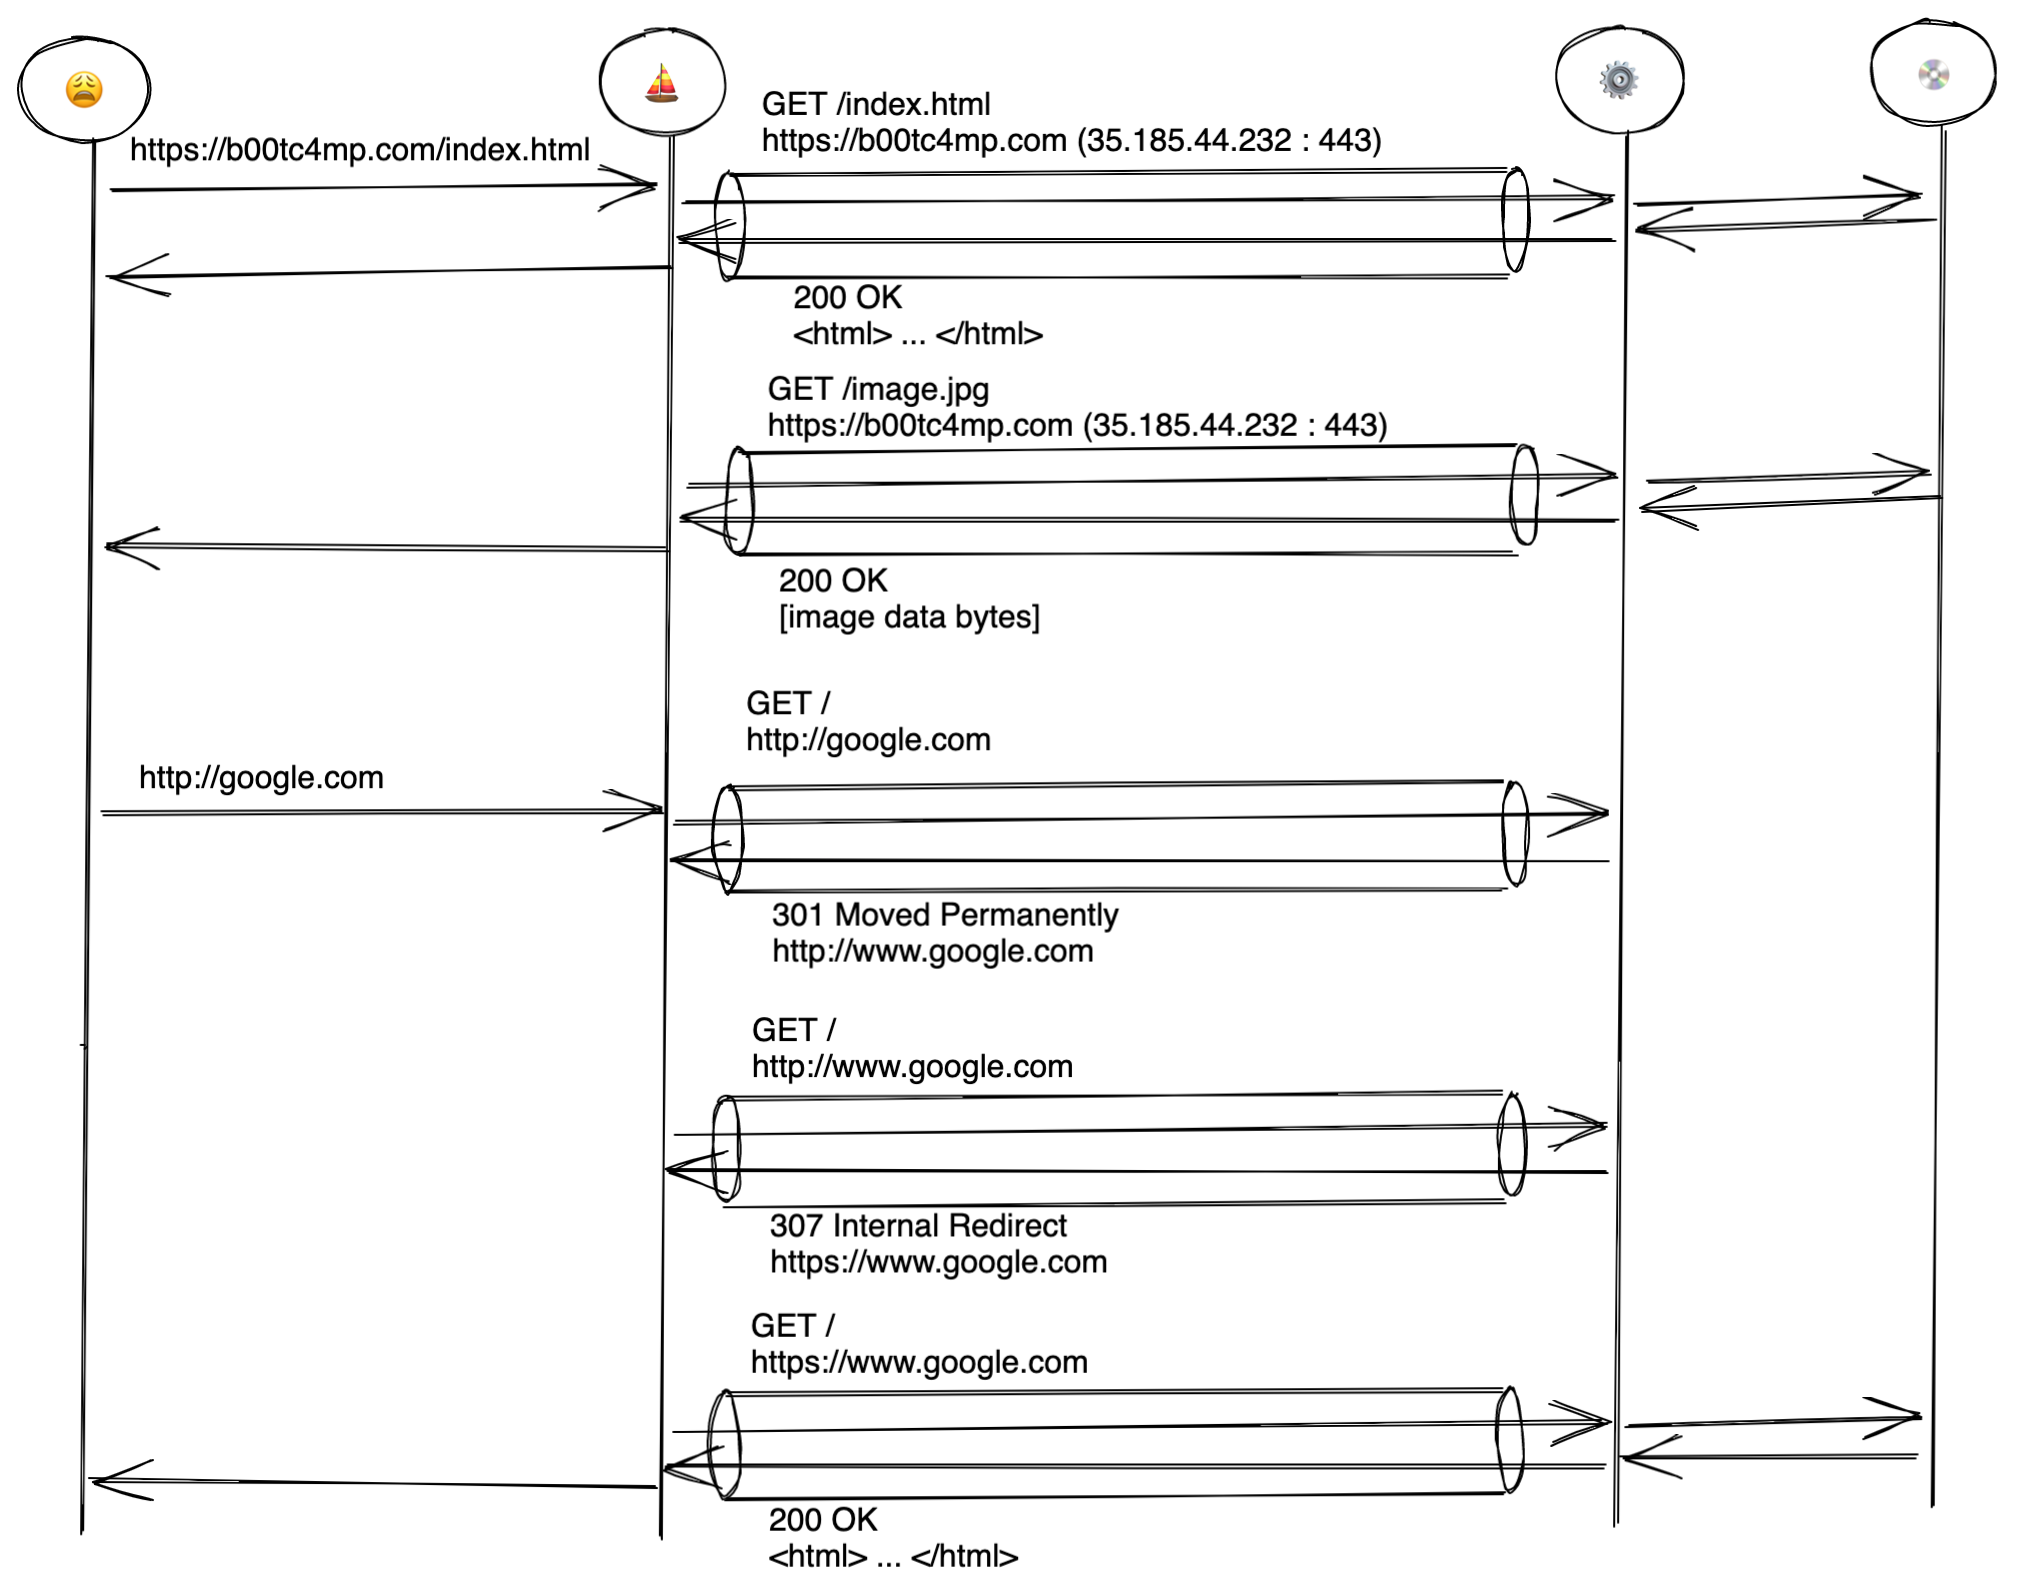 https://b00tc4mp.com/index.html
GET /index.html
https://b00tc4mp.com (35.185.44.232 : 443)
200 OK
<html> ... </html>
GET /image.jpg
https://b00tc4mp.com (35.185.44.232 : 443)
200 OK
[image data bytes]
GET /
http://google.com
http://google.com
301 Moved Permanently
http://www.google.com
GET /
http://www.google.com
307 Internal Redirect
https://www.google.com
GET /
https://www.google.com
200 OK
<html> ... </html>